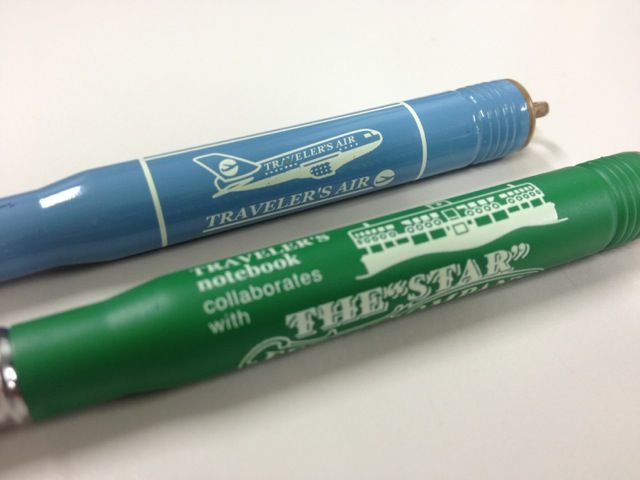 TRAVELER'S AIR
TRAVELER'S AIR
TRAVELER'S
notebook
collaborates
with
THE "STAR"